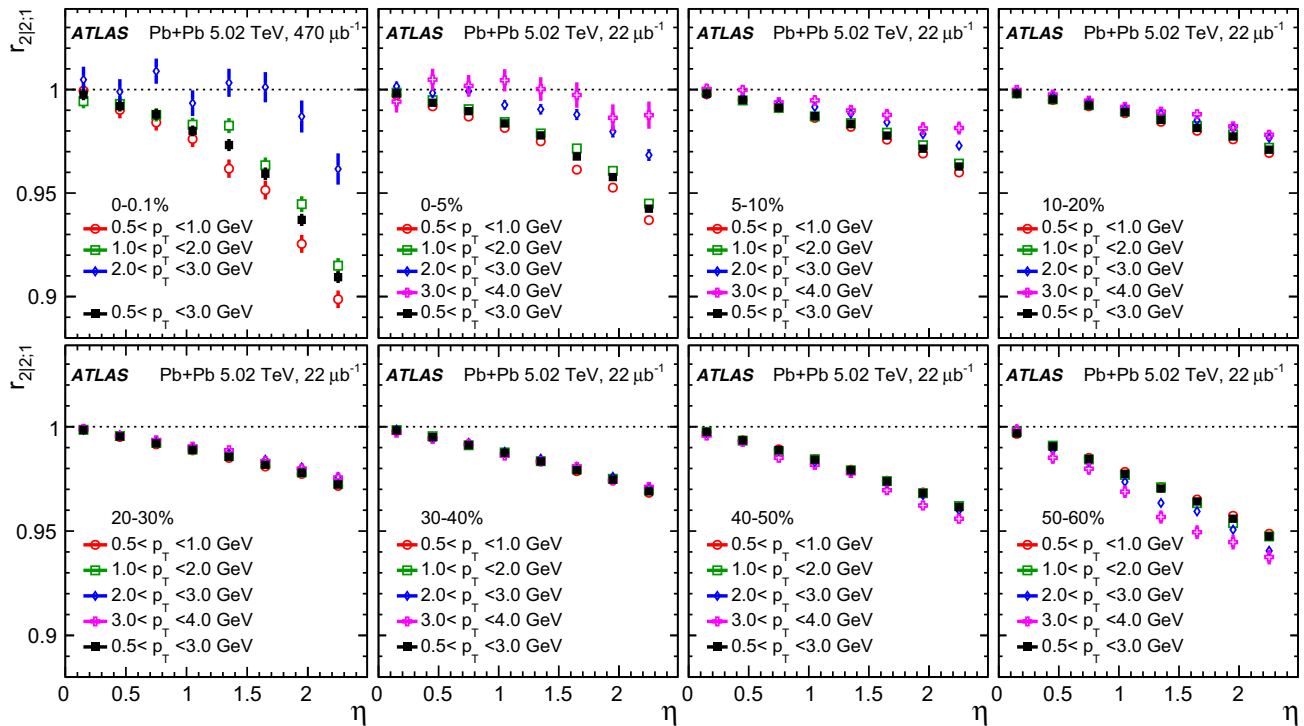 r2|2;1
ATLAS Pb+Pb 5.02 TeV, 470 μb-1
1
0.95
0.9
0-0.1%
0.5< pT <1.0 GeV
1.0< pT <2.0 GeV
2.0< pT <3.0 GeV
0.5< pT <3.0 GeV
ATLAS Pb+Pb 5.02 TeV, 22 μb-1
0-5%
0.5< pT <1.0 GeV
1.0< pT <2.0 GeV
2.0< pT <3.0 GeV
3.0< pT <4.0 GeV
0.5< pT <3.0 GeV
ATLAS Pb+Pb 5.02 TeV, 22 μb-1
5-10%
0.5< pT <1.0 GeV
1.0< pT <2.0 GeV
2.0< pT <3.0 GeV
3.0< pT <4.0 GeV
0.5< pT <3.0 GeV
ATLAS Pb+Pb 5.02 TeV, 22 μb-1
10-20%
0.5< pT <1.0 GeV
1.0< pT <2.0 GeV
2.0< pT <3.0 GeV
3.0< pT <4.0 GeV
0.5< pT <3.0 GeV
r2|2;1
ATLAS Pb+Pb 5.02 TeV, 22 μb-1
1
0.95
0.9
20-30%
0.5< pT <1.0 GeV
1.0< pT <2.0 GeV
2.0< pT <3.0 GeV
3.0< pT <4.0 GeV
0.5< pT <3.0 GeV
0 0.5 1 1.5 2
η
ATLAS Pb+Pb 5.02 TeV, 22 μb-1
30-40%
0.5< pT <1.0 GeV
1.0< pT <2.0 GeV
2.0< pT <3.0 GeV
3.0< pT <4.0 GeV
0.5< pT <3.0 GeV
0 0.5 1 1.5 2
η
ATLAS Pb+Pb 5.02 TeV, 22 μb-1
40-50%
0.5< pT <1.0 GeV
1.0< pT <2.0 GeV
2.0< pT <3.0 GeV
3.0< pT <4.0 GeV
0.5< pT <3.0 GeV
0 0.5 1 1.5 2
η
ATLAS Pb+Pb 5.02 TeV, 22 μb-1
50-60%
0.5< pT <1.0 GeV
1.0< pT <2.0 GeV
2.0< pT <3.0 GeV
3.0< pT <4.0 GeV
0.5< pT <3.0 GeV
0 0.5 1 1.5 2
η